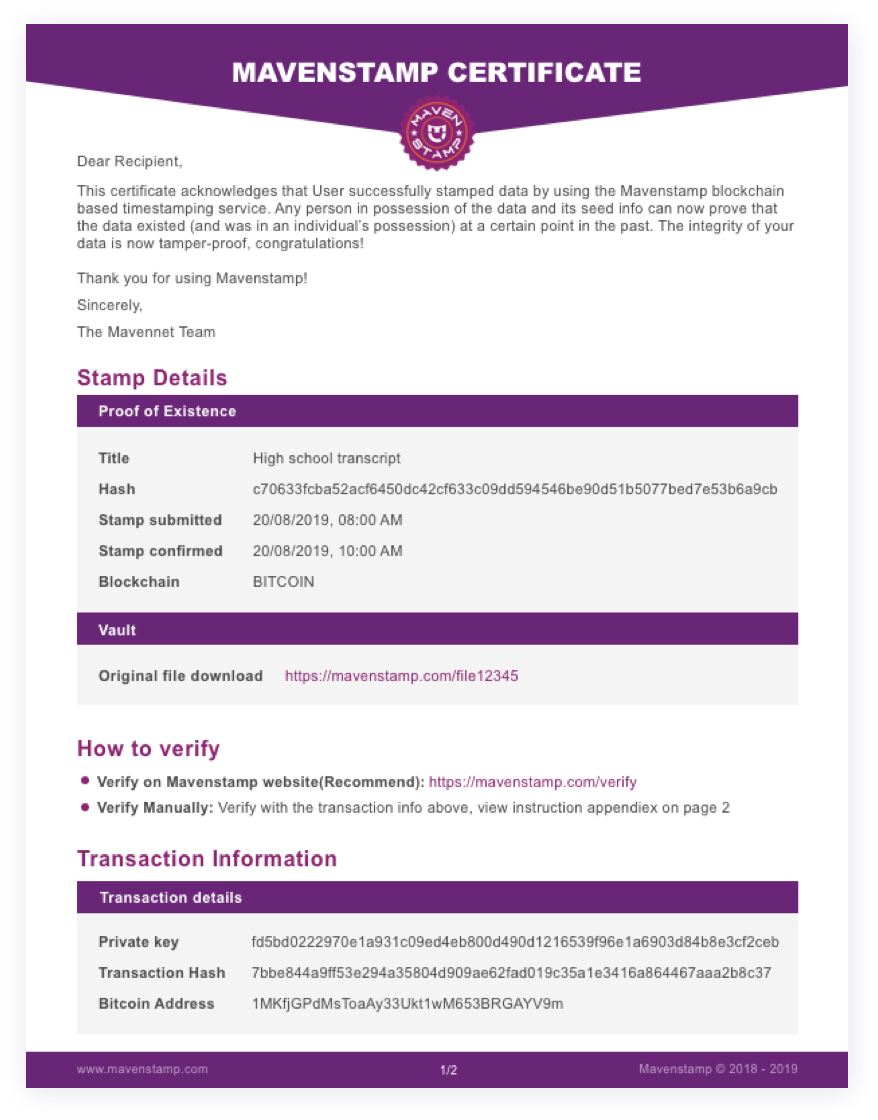 MAVENSTAMP CERTIFICATE
MAVEN
STAMP
Dear Recipient,
This certificate acknowledges that User successfully stamped data by using the Mavenstamp blockchain
based timestamping service. Any person in possession of the data and its seed info can now prove that
the data existed (and was in an individual's possession) at a certain point in the past. The integrity of your
data is now tamper-proof, congratulations!
Thank you for using Mavenstamp!
Sincerely,
The Mavennet Team
Stamp Details
Proof of Existence
Title High school transcript
Hash c70633fcba52acf6450dc42cf633c09dd594546be90d51b5077bed7e53b6a9cb
Stamp submitted 20/08/2019, 08:00 AM
Stamp confirmed 20/08/2019, 10:00 AM
Blockchain BITCOIN
Vault
Original file download https://mavenstamp.com/file12345
How to verify
• Verify on Mavenstamp website(Recommend): https://mavenstamp.com/verify
• Verify Manually: Verify with the transaction info above, view instruction appendiex on page 2
Transaction Information
Transaction details
Private key fd5bd0222970e1a931c09ed4eb800d490d1216539f96e1a6903d84b8e3cf2ceb
Transaction Hash 7bbe844a9ff53e294a35804d909ae62fad019c35a1e3416a864467aaa2b8c37
Bitcoin Address 1MKfjGPdMsToaAy33Ukt1wM653BRGAYV9m
www.mavenstamp.com 1/2 Mavenstamp © 2018 - 2019